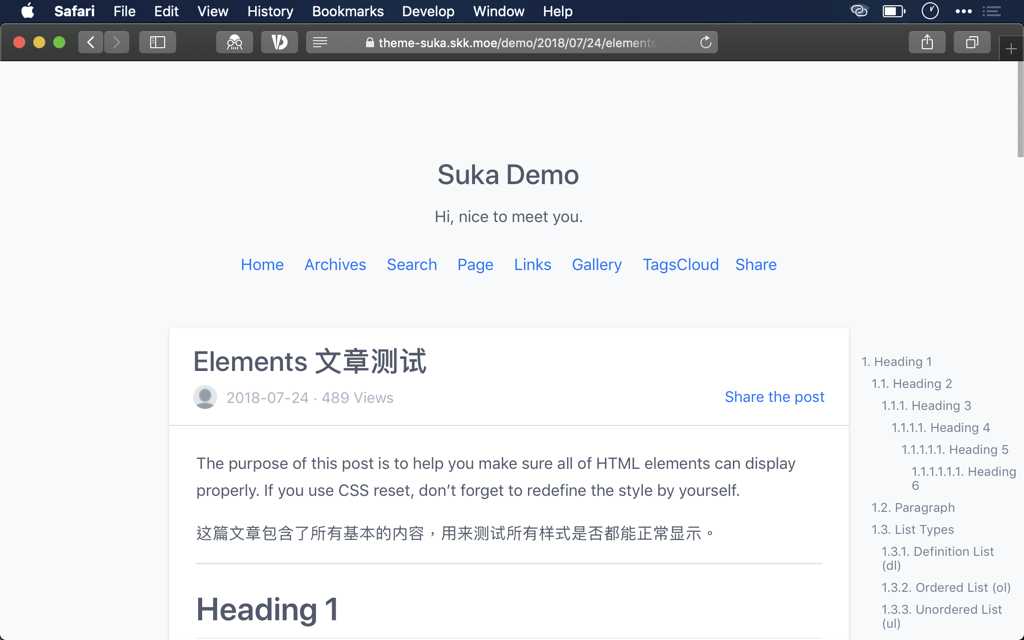 Safari File Edit View History Bookmarks Develop Window Help
theme-suka.skk.moe/demo/2018/07/24/elements
Suka Demo
Hi, nice to meet you.
Home Archives Search Page Links Gallery TagsCloud Share
Elements 文章测试
2018-07-24 · 489 Views
Share the post
The purpose of this post is to help you make sure all of HTML elements can display
properly. If you use CSS reset, don’t forget to redefine the style by yourself.
这篇文章包含了所有基本的内容，用来测试所有样式是否都能正常显示。
Heading 1
1. Heading 1
1.1. Heading 2
1.1.1. Heading 3
1.1.1.1. Heading 4
1.1.1.1.1. Heading 5
1.1.1.1.1.1. Heading
6
1.2. Paragraph
1.3. List Types
1.3.1. Definition List
(dl)
1.3.2. Ordered List (ol)
1.3.3. Unordered List
(ul)